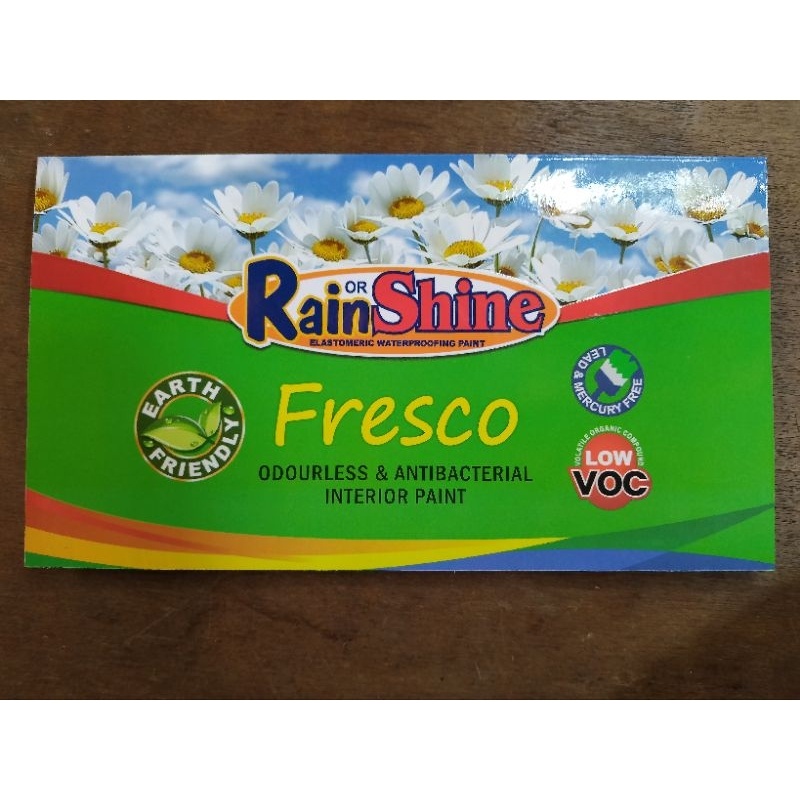 Rain OR Shine
ELASTOMERIC WATERPROOFING PAINT
EARTH FRIENDLY
Fresco
LEAD & MERCURY FREE
ODOURLESS & ANTIBACTERIAL
INTERIOR PAINT
VOLATILE ORGANIC COMPOUND
LOW
VOC